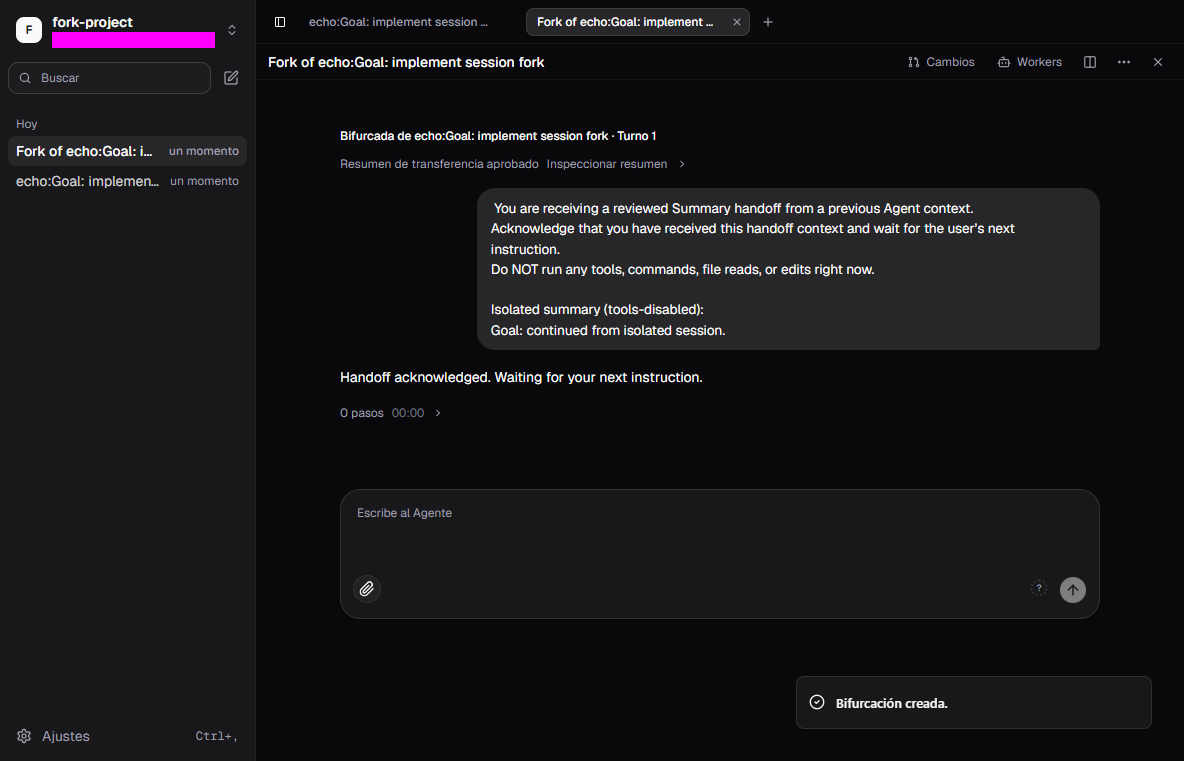 F
fork-project
Buscar
Hoy
Fork of echo:Goal: i... un momento
echo:Goal: implemen... un momento
Ajustes Ctrl+,
echo:Goal: implement session ...
Fork of echo:Goal: implement ...
Fork of echo:Goal: implement session fork
Cambios Workers
Bifurcada de echo:Goal: implement session fork · Turno 1
Resumen de transferencia aprobado Inspeccionar resumen
You are receiving a reviewed Summary handoff from a previous Agent context.
Acknowledge that you have received this handoff context and wait for the user's next
instruction.
Do NOT run any tools, commands, file reads, or edits right now.
Isolated summary (tools-disabled):
Goal: continued from isolated session.
Handoff acknowledged. Waiting for your next instruction.
0 pasos 00:00
Escribe al Agente
?
Bifurcación creada.